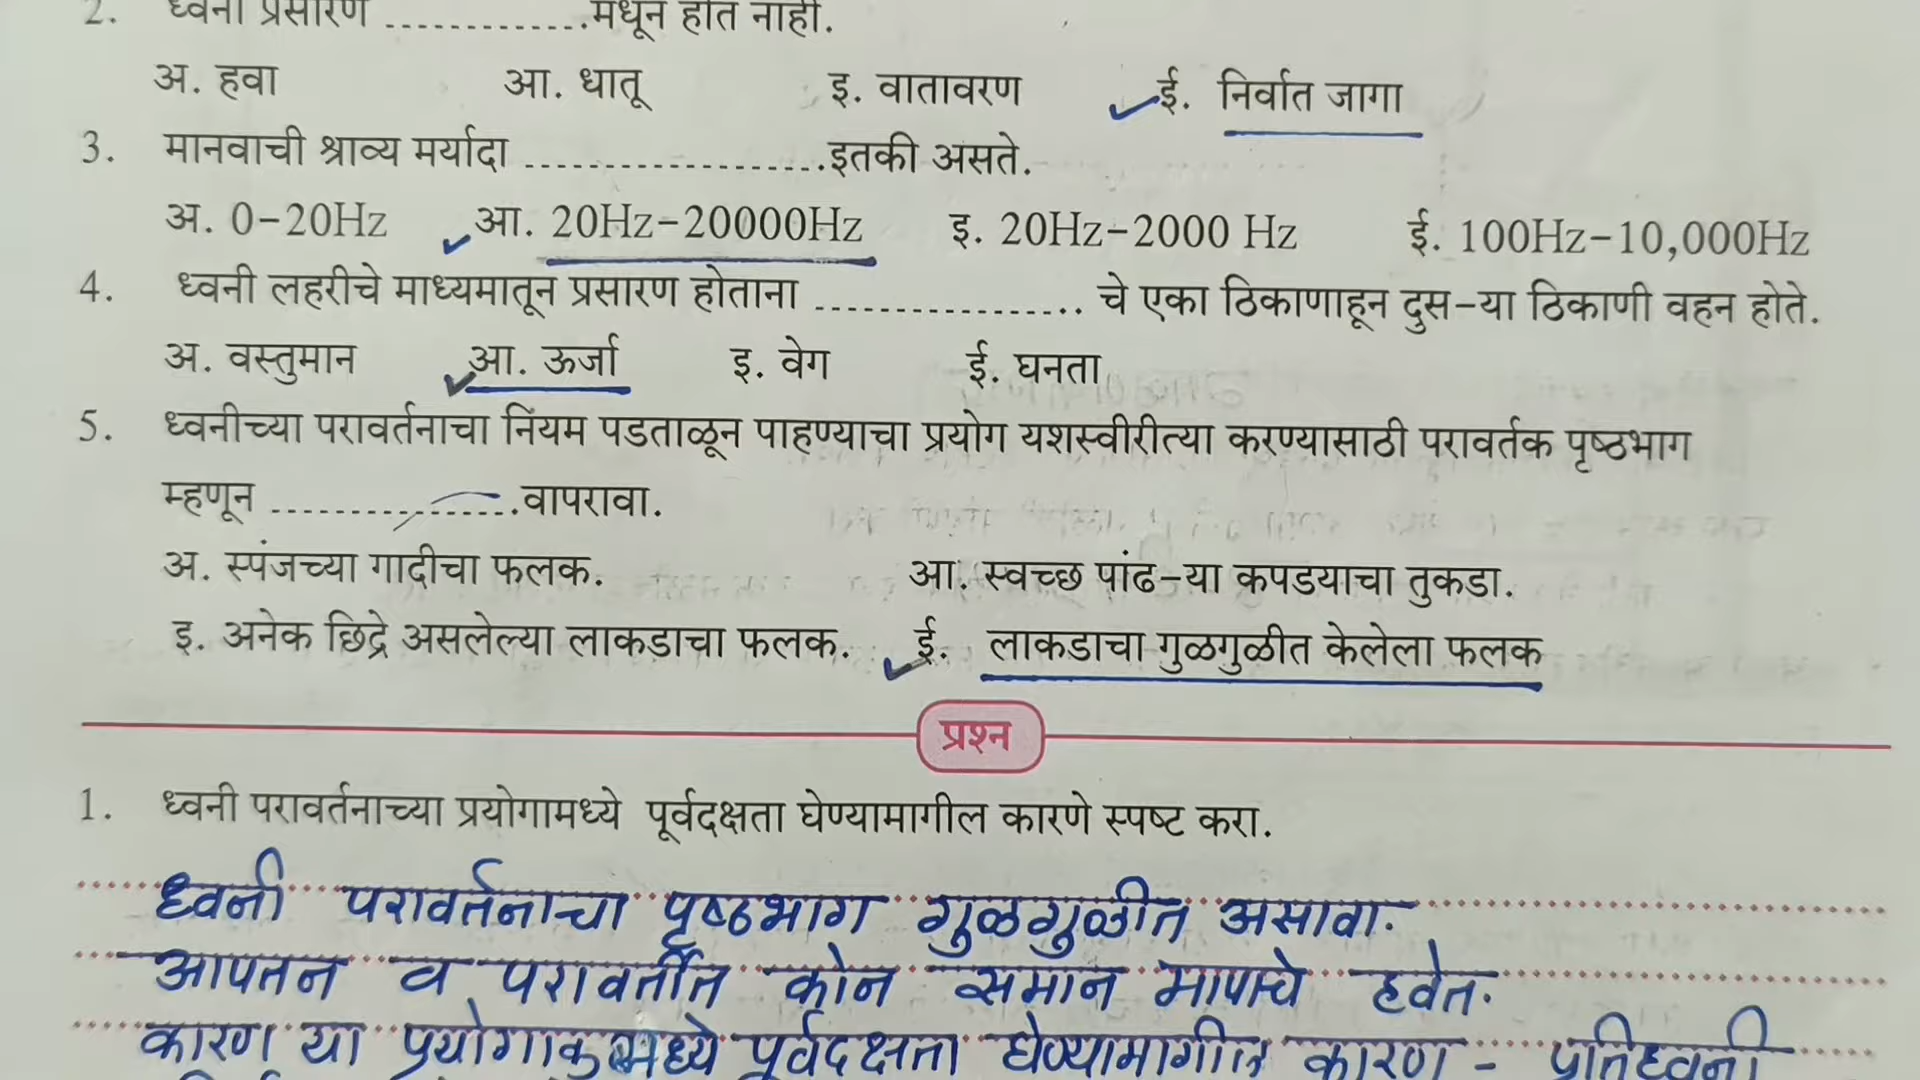 2. ध्वनी प्रसारण ..............मधून होत नाही.
अ. हवा आ. धातू इ. वातावरण ई. निर्वात जागा
3. मानवाची श्राव्य मर्यादा .....................इतकी असते.
अ. 0-20Hz आ. 20Hz-20000Hz इ. 20Hz-2000 Hz ई. 100Hz-10,000Hz
4. ध्वनी लहरीचे माध्यमातून प्रसारण होताना ................... चे एका ठिकाणाहून दुस-या ठिकाणी वहन होते.
अ. वस्तुमान आ. ऊर्जा इ. वेग ई. घनता
5. ध्वनीच्या परावर्तनाचा नियम पडताळून पाहण्याचा प्रयोग यशस्वीरीत्या करण्यासाठी परावर्तक पृष्ठभाग
म्हणून .................वापरावा.
अ. स्पंजच्या गादीचा फलक. आ. स्वच्छ पांढ-या कपडयाचा तुकडा.
इ. अनेक छिद्रे असलेल्या लाकडाचा फलक. ई. लाकडाचा गुळगुळीत केलेला फलक
प्रश्न
1. ध्वनी परावर्तनाच्या प्रयोगामध्ये पूर्वदक्षता घेण्यामागील कारणे स्पष्ट करा.
ध्वनी परावर्तनाचा पृष्ठभाग गुळगुळीत असावा.
आपतन व परावर्तीत कोन समान मापाचे हवेत.
कारण या पूर्वदक्षता घेण्यामागील कारण - प्रतिध्वनी